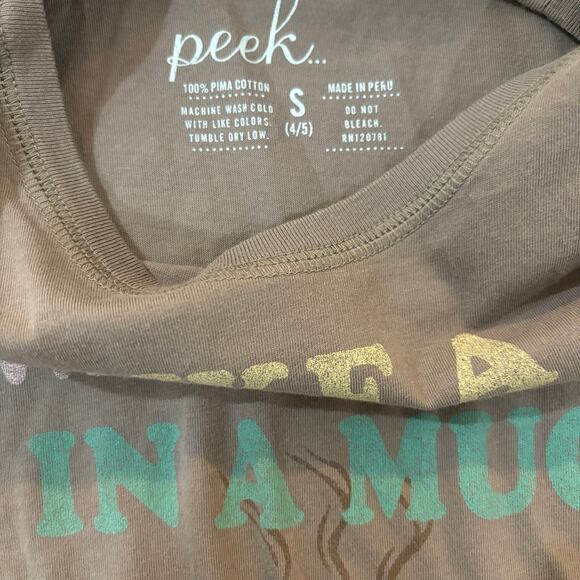 peek...
100% PIMA COTTON
MACHINE WASH COLD
WITH LIKE COLORS.
TUMBLE DRY LOW.
S
(4/5)
MADE IN PERU
DO NOT
BLEACH.
RN120781
IN A MUG